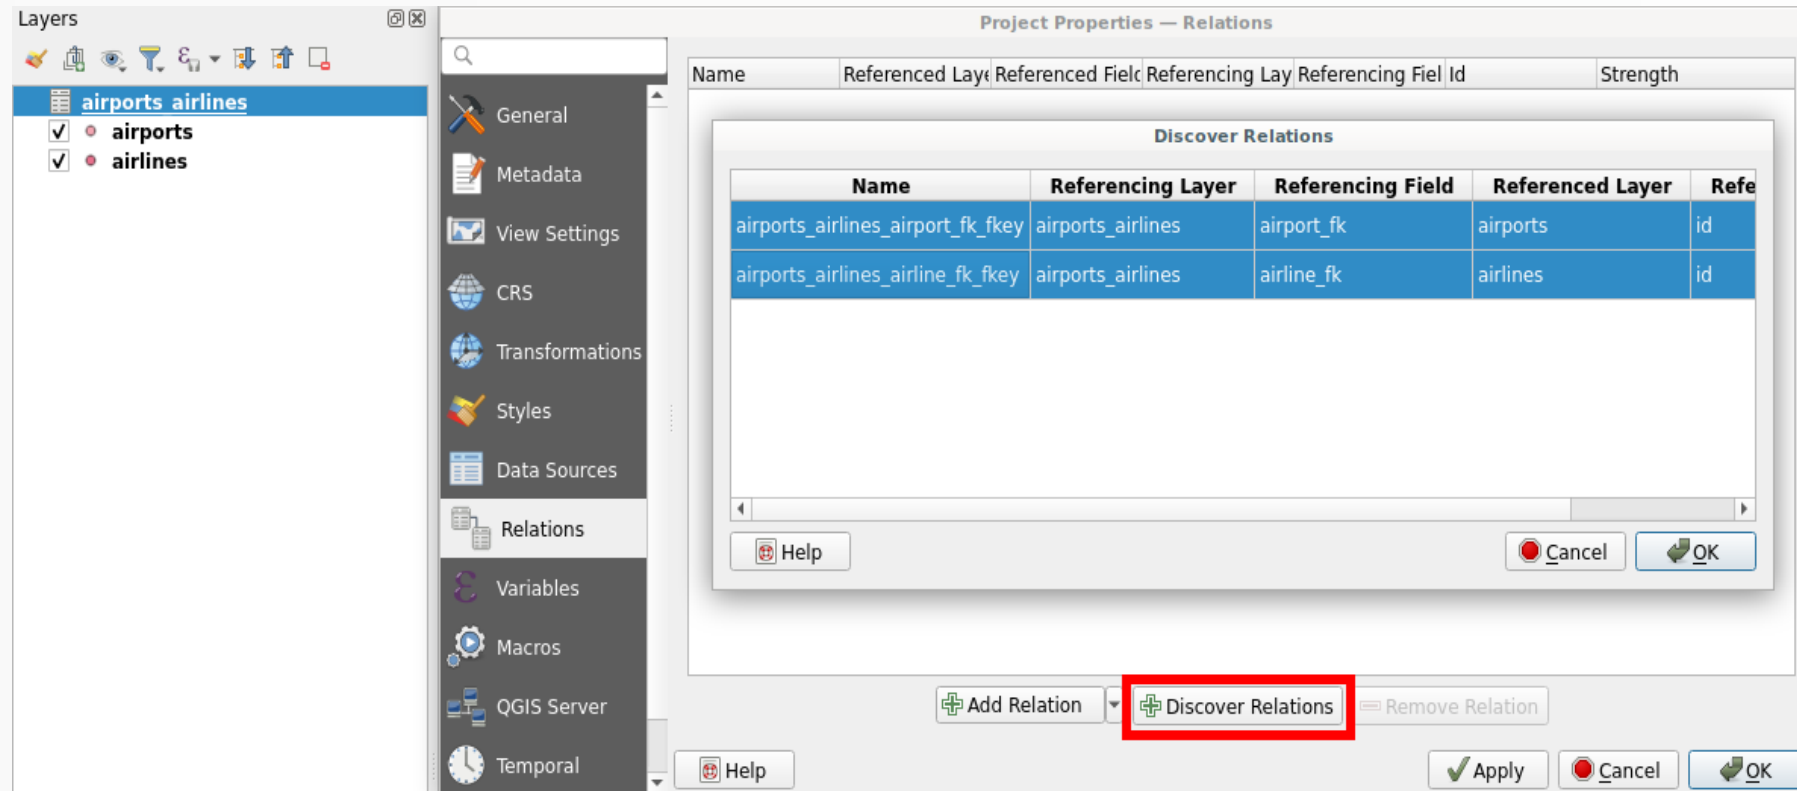 Layers
airports_airlines
airports
airlines
Project Properties — Relations
General
Metadata
View Settings
CRS
Transformations
Styles
Data Sources
Relations
Variables
Macros
QGIS Server
Temporal
Name Referenced Laye Referenced Field Referencing Lay Referencing Fiel Id Strength
Discover Relations
Name Referencing Layer Referencing Field Referenced Layer Refe
airports_airlines_airport_fk_fkey airports_airlines airport_fk airports id
airports_airlines_airline_fk_fkey airports_airlines airline_fk airlines id
Help Cancel OK
Add Relation Discover Relations Remove Relation
Help Apply Cancel OK